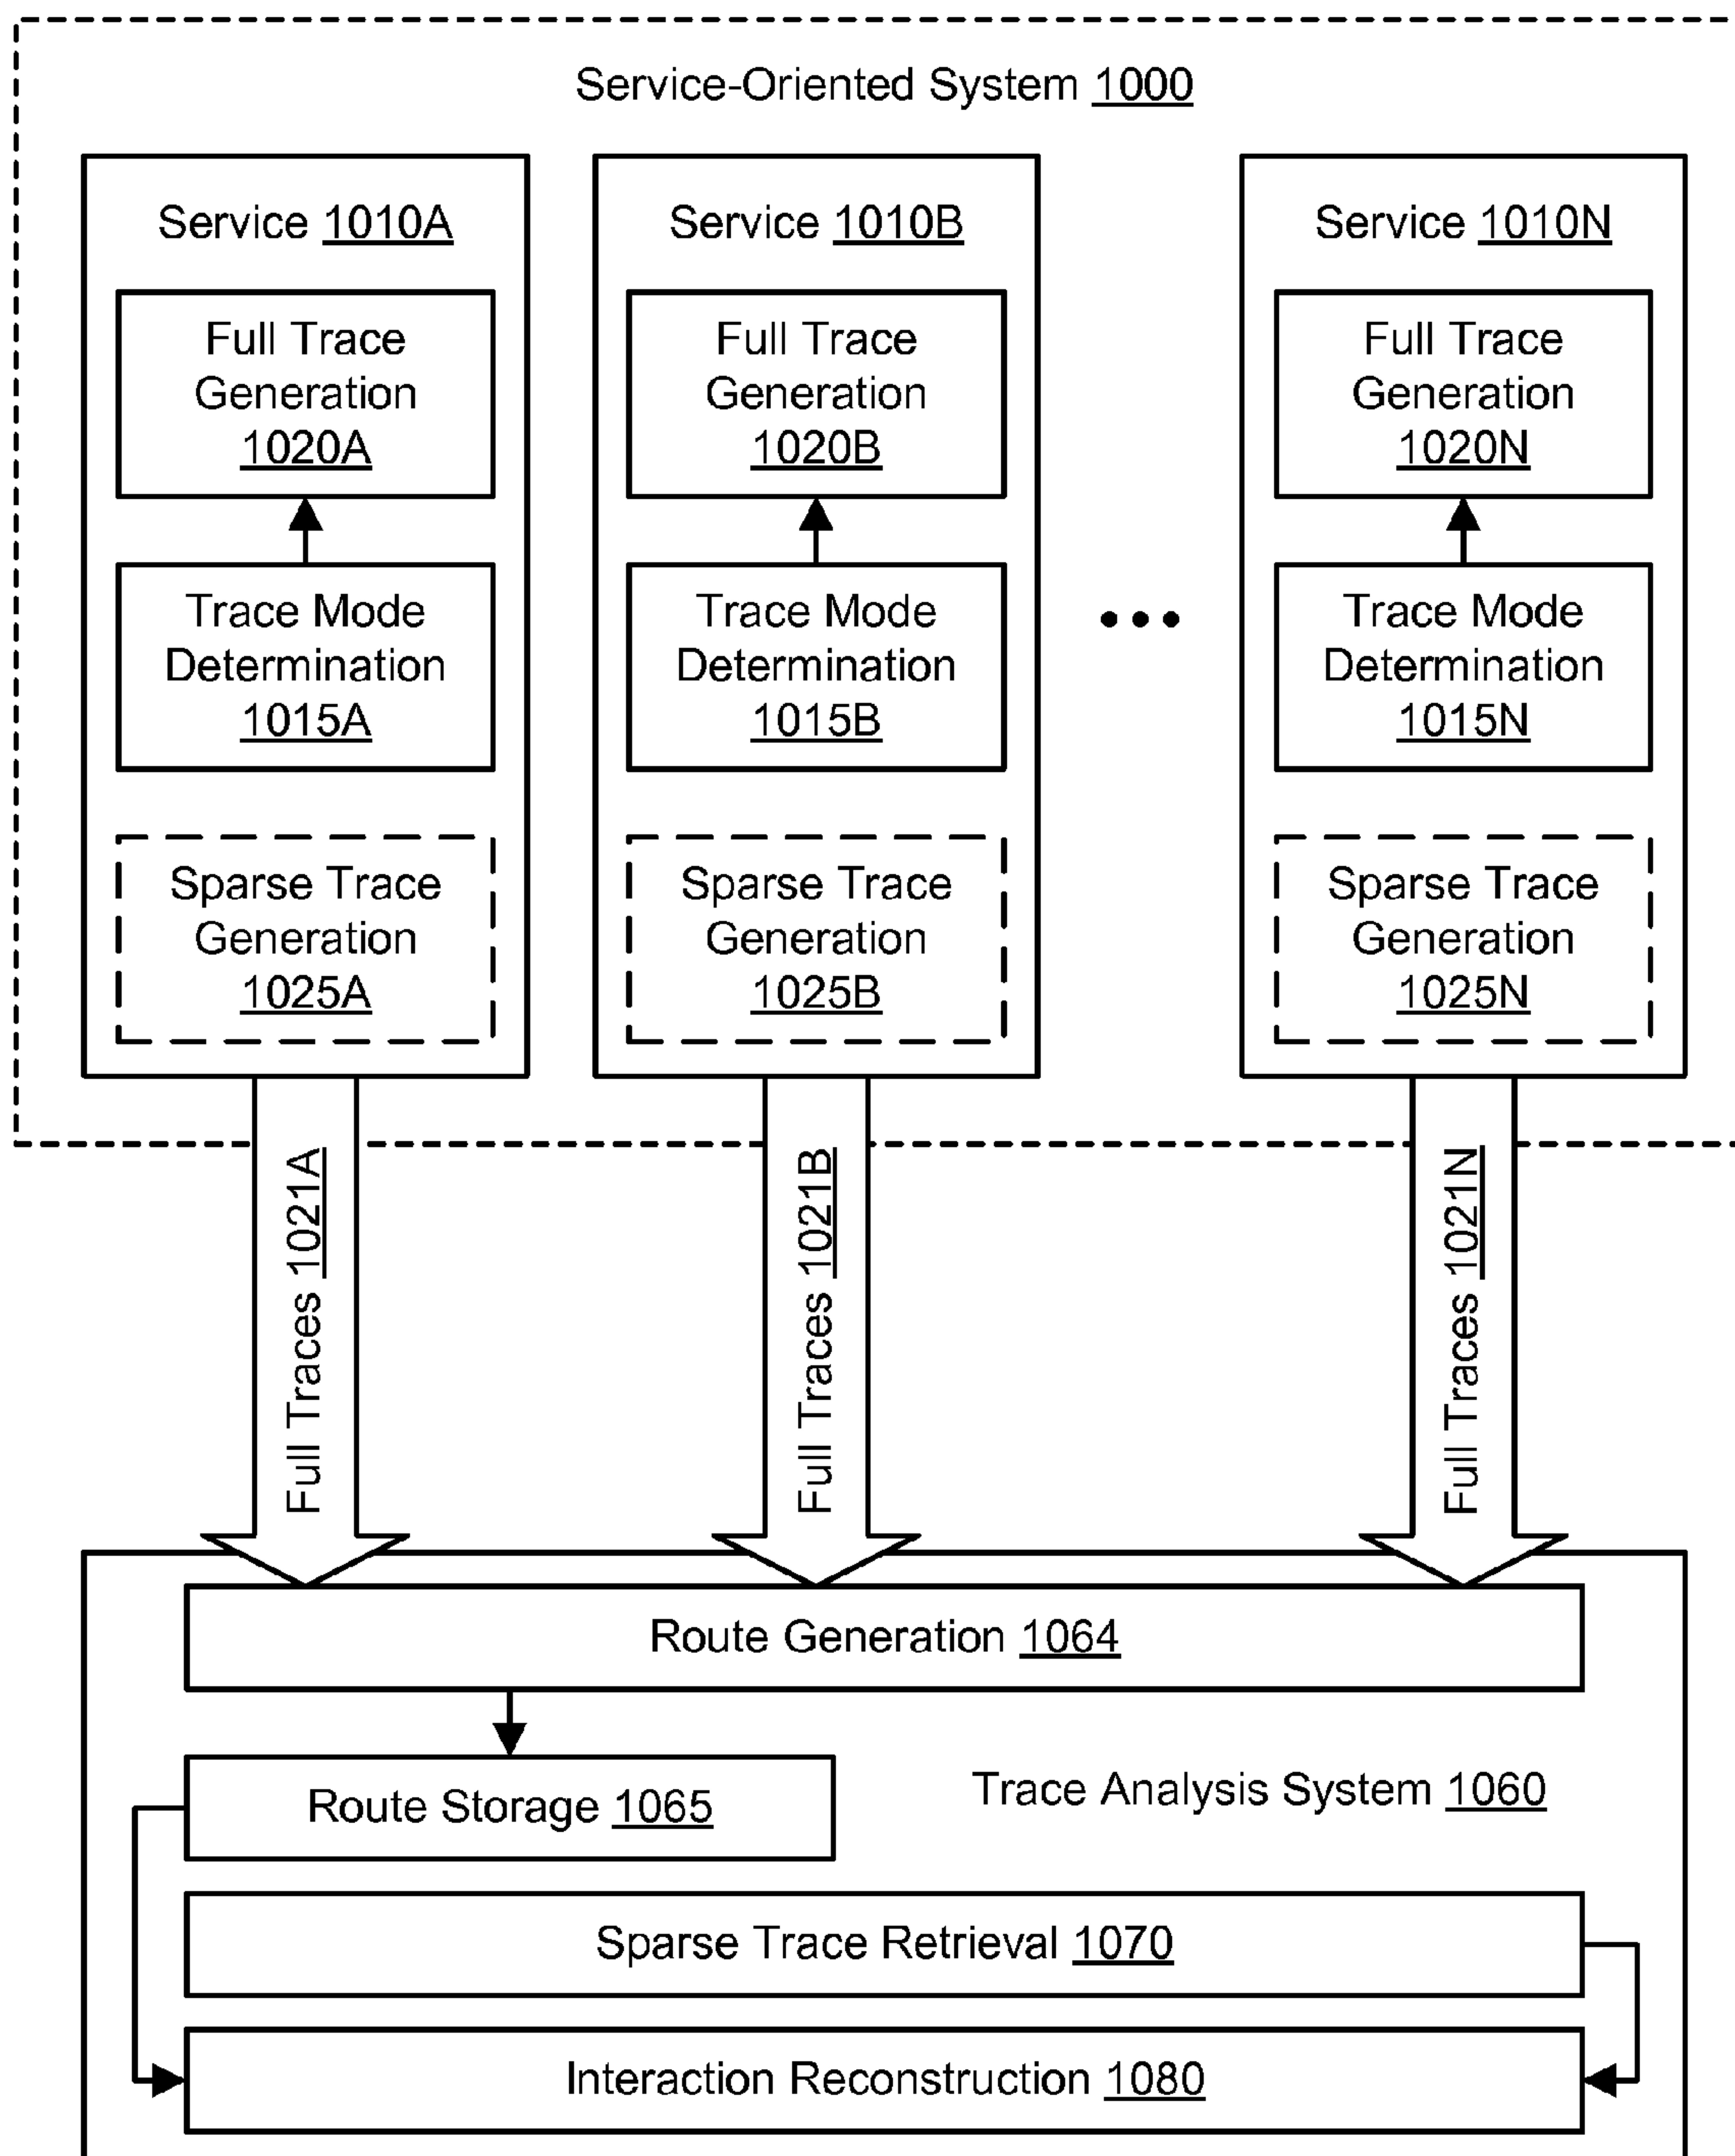 Service-Oriented System 1000
Service 1010A
Full Trace
Generation
1020A
Trace Mode
Determination
1015A
Sparse Trace
Generation
1025A
Service 1010B
Full Trace
Generation
1020B
Trace Mode
Determination
1015B
Sparse Trace
Generation
1025B
•••
Service 1010N
Full Trace
Generation
1020N
Trace Mode
Determination
1015N
Sparse Trace
Generation
1025N
Full Traces 1021A
Full Traces 1021B
Full Traces 1021N
Route Generation 1064
Route Storage 1065
Trace Analysis System 1060
Sparse Trace Retrieval 1070
Interaction Reconstruction 1080